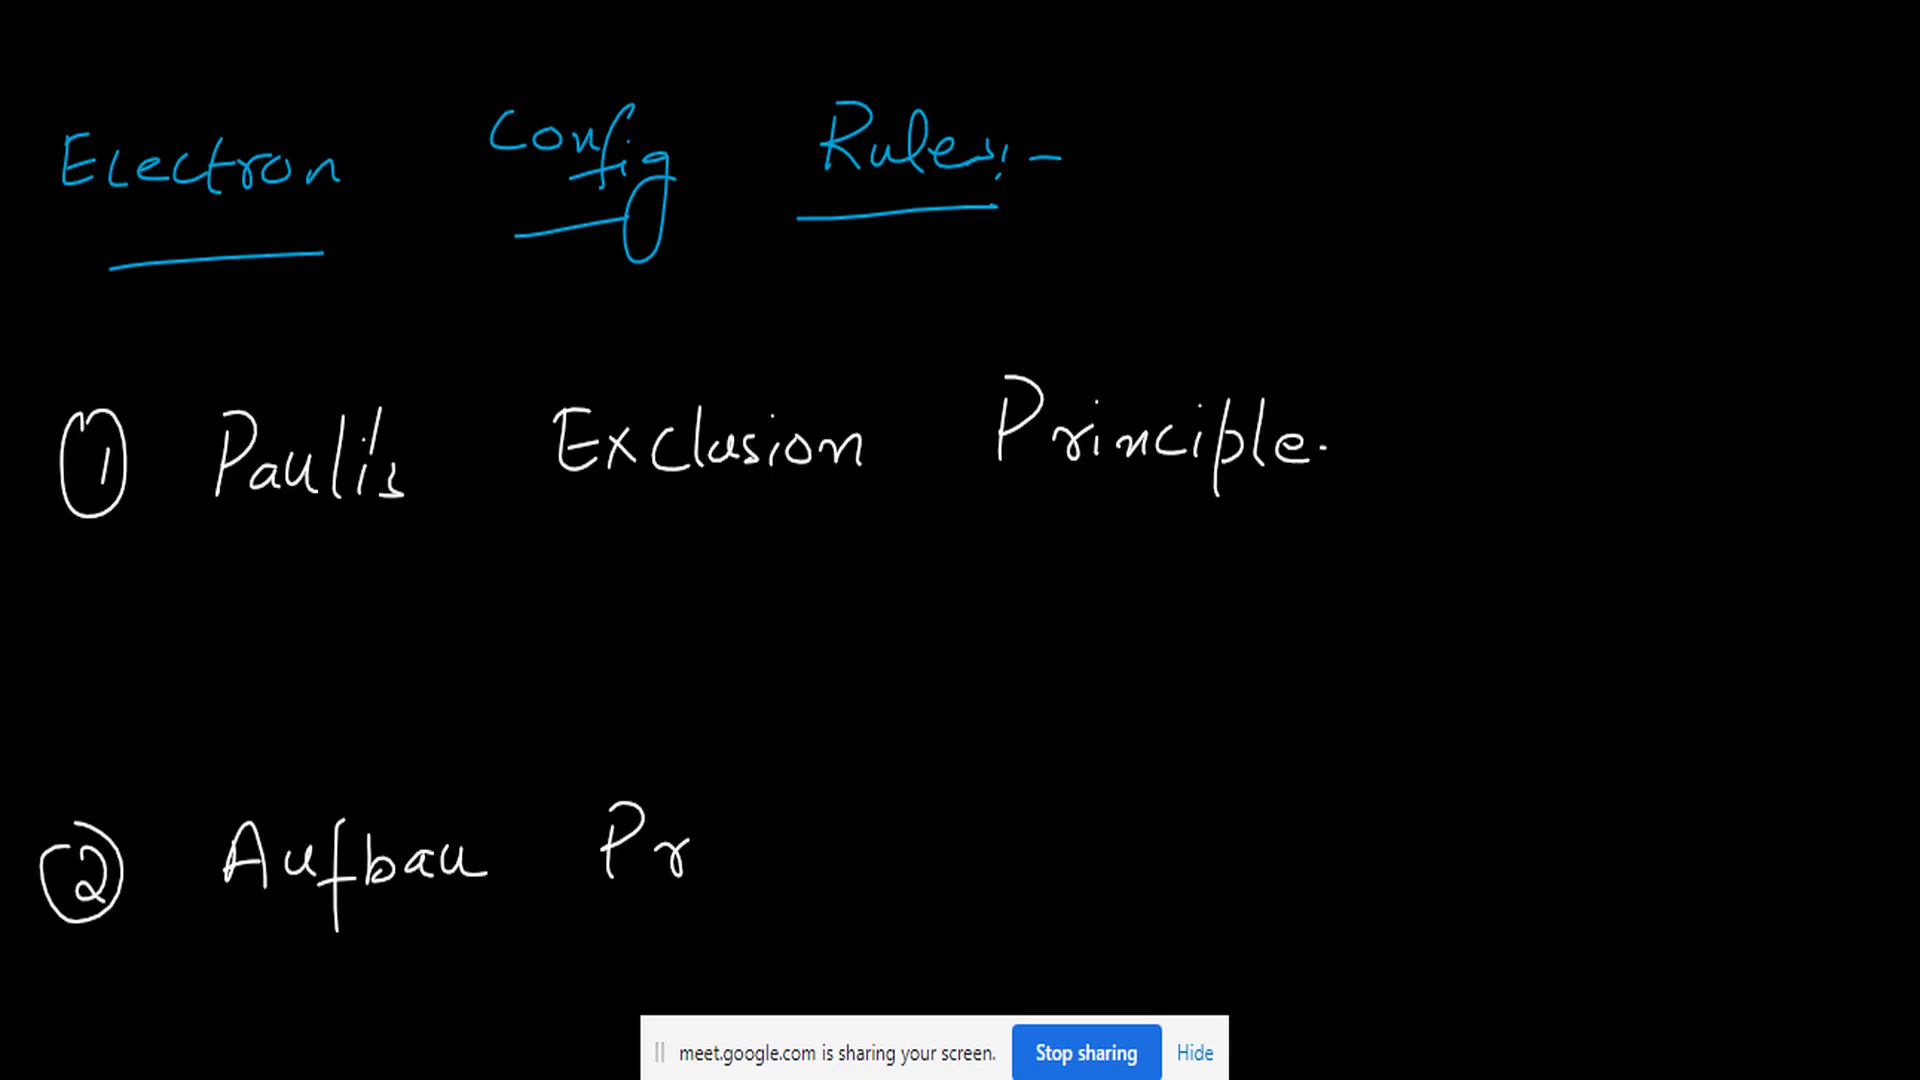 Electron Config Rules:-
① Pauli's Exclusion Principle.
② Aufbau Pr
meet.google.com is sharing your screen. Stop sharing Hide